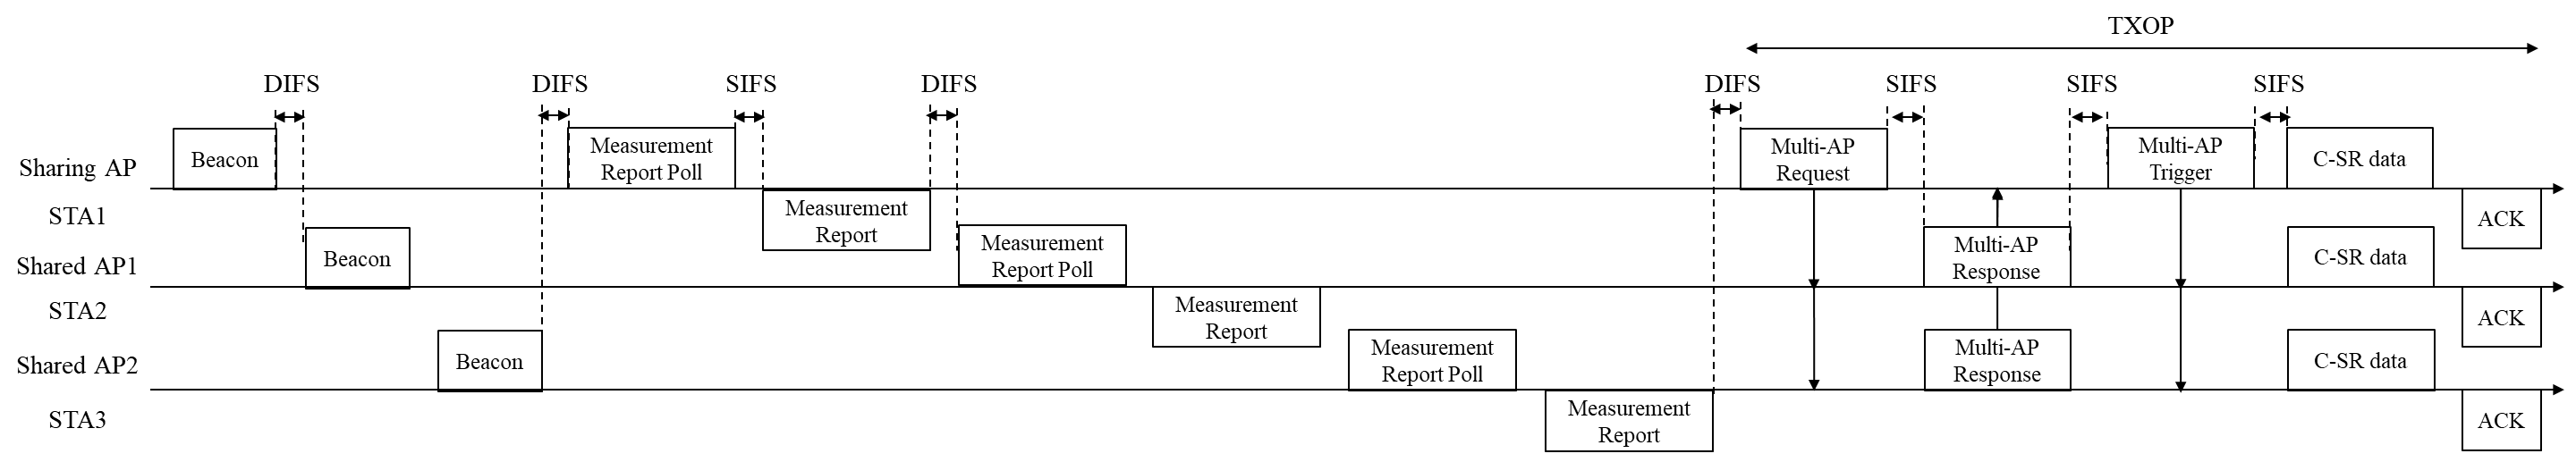 TXOP
DIFS
DIFS
SIFS
DIFS
DIFS
SIFS
SIFS
SIFS
Sharing AP
Beacon
Measurement
Report Poll
Multi-AP
Request
Multi-AP
Trigger
C-SR data
STA1
Measurement
Report
ACK
Shared AP1
Beacon
Measurement
Report Poll
Multi-AP
Response
C-SR data
STA2
Measurement
Report
ACK
Shared AP2
Beacon
Measurement
Report Poll
Multi-AP
Response
C-SR data
STA3
Measurement
Report
ACK